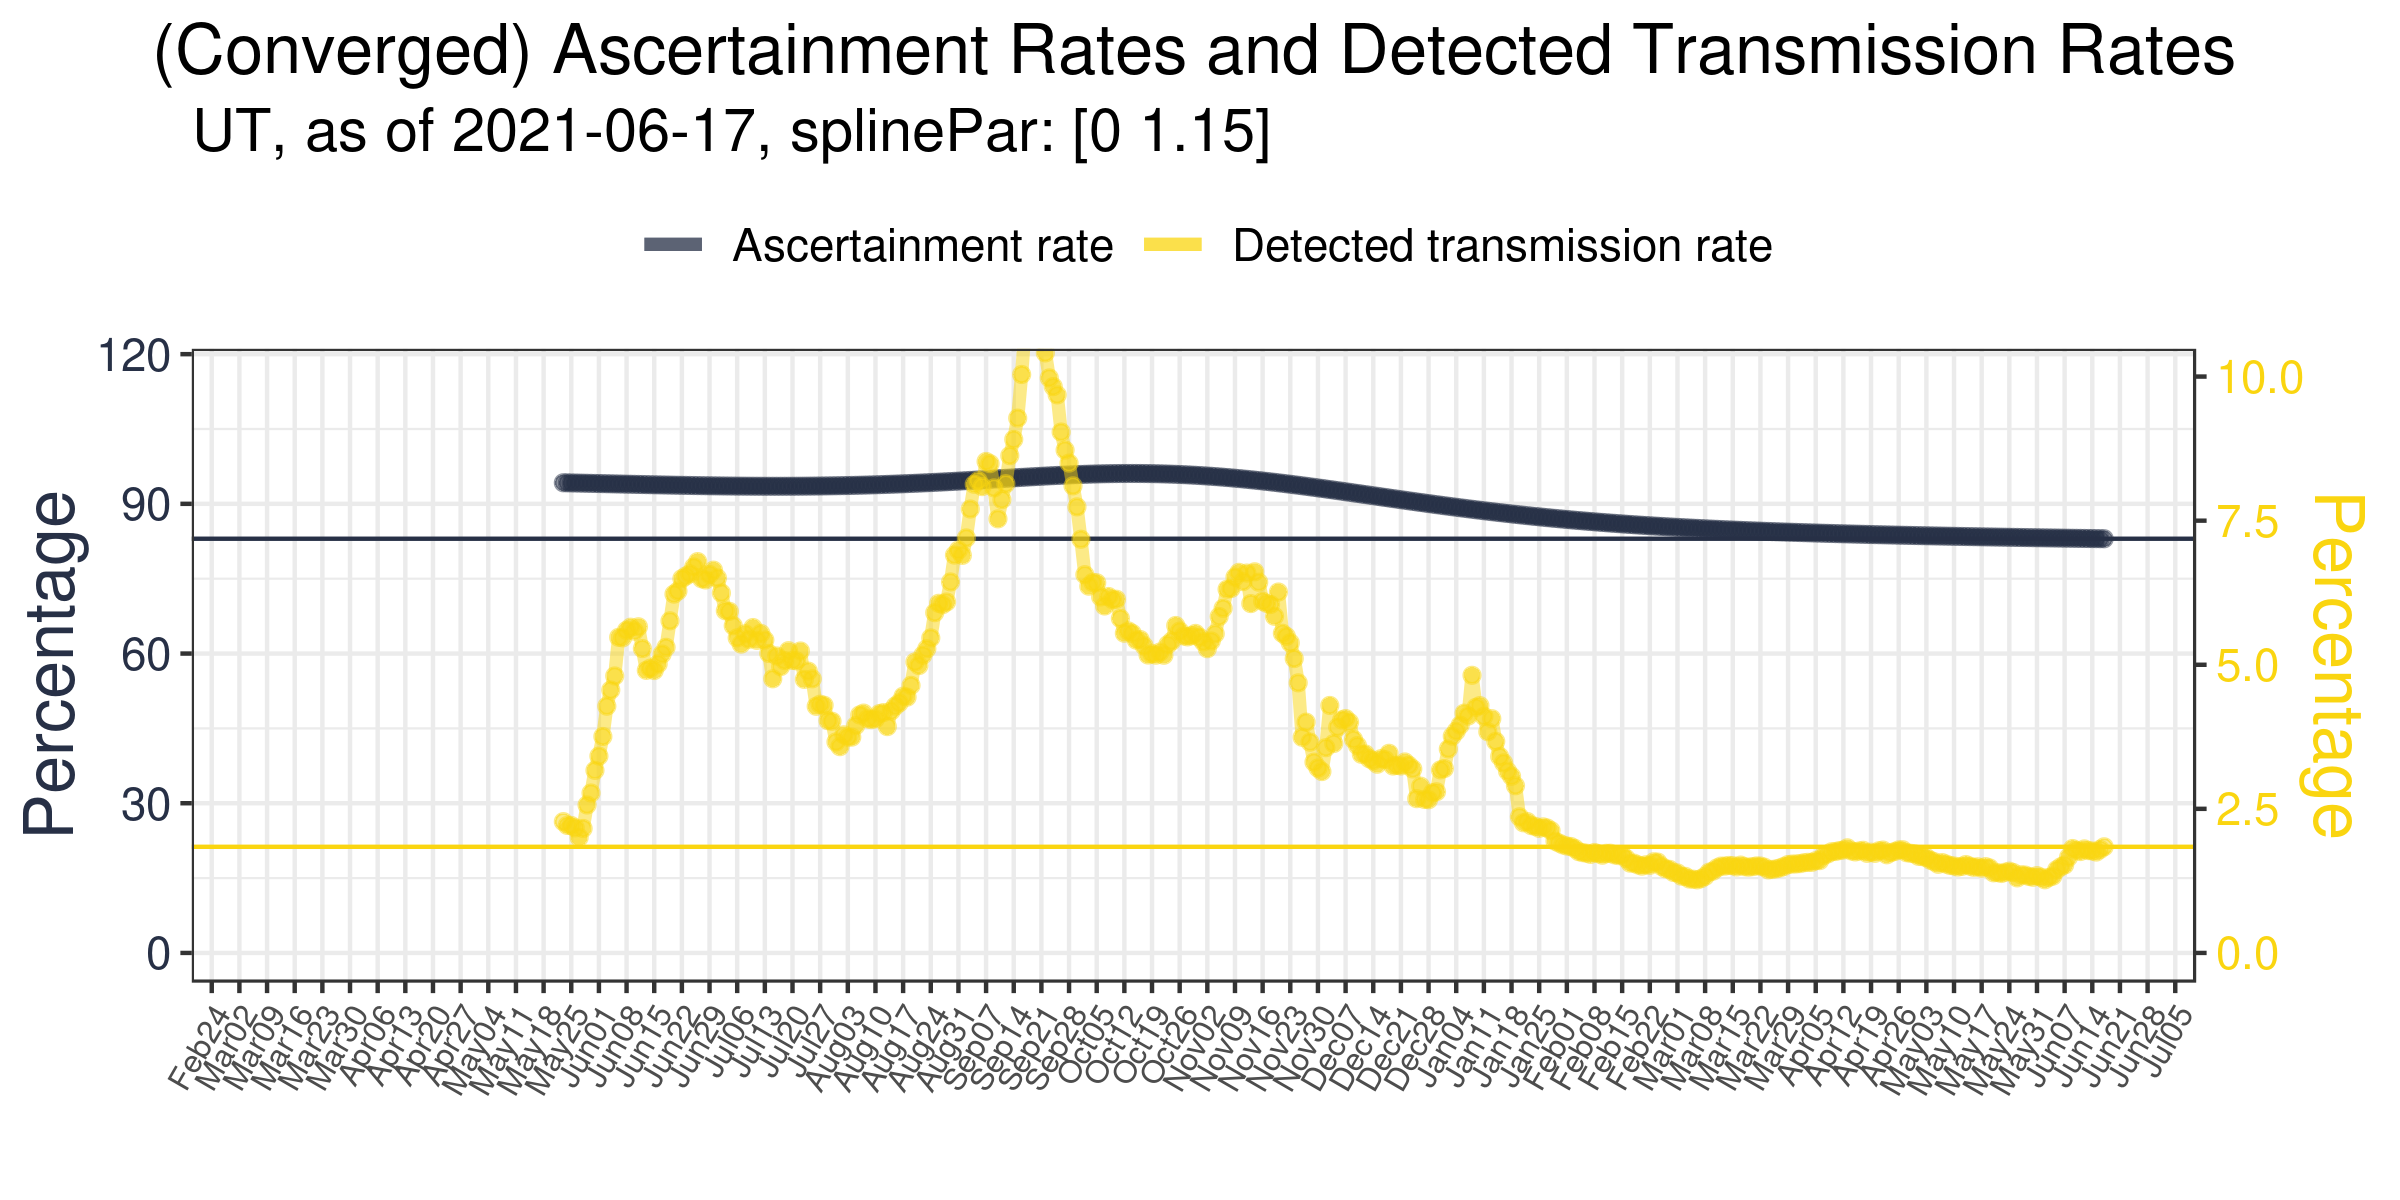 (Converged) Ascertainment Rates and Detected Transmission Rates
UT, as of 2021-06-17, splinePar: [0 1.15]
Ascertainment rate
Detected transmission rate
Percentage
120
90
60
30
0
10.0
7.5
5.0
2.5
0.0
Percentage
Feb24
Mar02
Mar09
Mar16
Mar23
Mar30
Apr06
Apr13
Apr20
Apr27
May04
May11
May18
May25
Jun01
Jun08
Jun15
Jun22
Jun29
Jul06
Jul13
Jul20
Jul27
Aug03
Aug10
Aug17
Aug24
Aug31
Sep07
Sep14
Sep21
Sep28
Oct05
Oct12
Oct19
Oct26
Nov02
Nov09
Nov16
Nov23
Nov30
Dec07
Dec14
Dec21
Dec28
Jan04
Jan11
Jan18
Jan25
Feb01
Feb08
Feb15
Feb22
Mar01
Mar08
Mar15
Mar22
Mar29
Apr05
Apr12
Apr19
Apr26
May03
May10
May17
May24
May31
Jun07
Jun14
Jun21
Jun28
Jul05